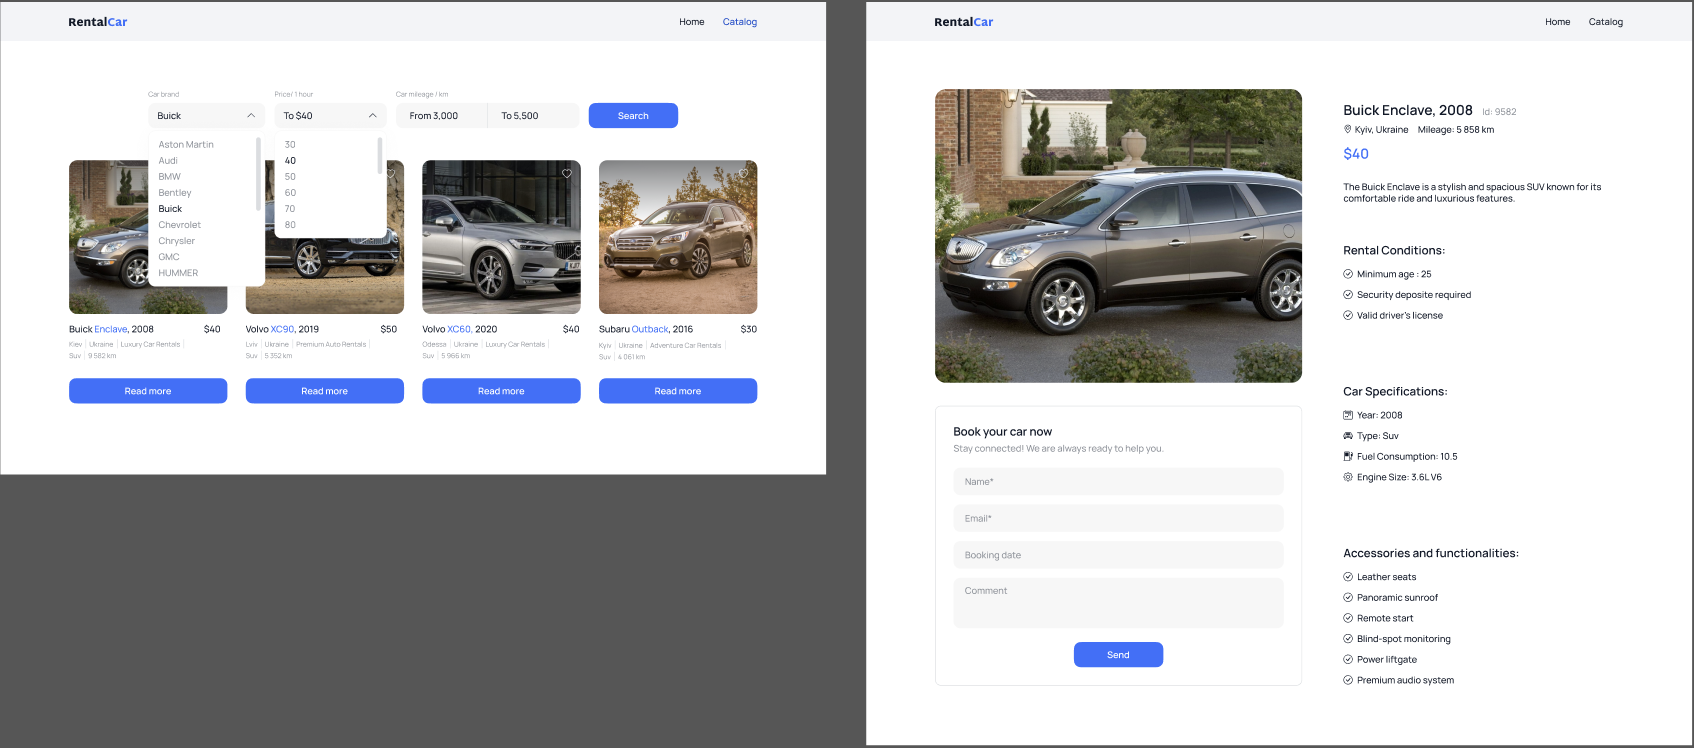 RentalCar
Home Catalog
Car brand Price/ 1 hour Car mileage / km
Buick To $40 From 3,000 To 5,500 Search
Aston Martin
Audi
BMW
Bentley
Buick
Chevrolet
Chrysler
GMC
HUMMER
30
40
50
60
70
80
Buick Enclave, 2008 $40
Kiev Ukraine Luxury Car Rentals
Suv 9 582 km
Read more
Volvo XC90, 2019 $50
Lviv Ukraine Premium Auto Rentals
Suv 5 352 km
Read more
Volvo XC60, 2020 $40
Odessa Ukraine Luxury Car Rentals
Suv 5 966 km
Read more
Subaru Outback, 2016 $30
Kyiv Ukraine Adventure Car Rentals
Suv 4 061 km
Read more
RentalCar
Home Catalog
Buick Enclave, 2008 Id: 9582
Kyiv, Ukraine Mileage: 5 858 km
$40
The Buick Enclave is a stylish and spacious SUV known for its
comfortable ride and luxurious features.
Rental Conditions:
Minimum age : 25
Security deposite required
Valid driver's license
Car Specifications:
Year: 2008
Type: Suv
Fuel Consumption: 10.5
Engine Size: 3.6L V6
Accessories and functionalities:
Leather seats
Panoramic sunroof
Remote start
Blind-spot monitoring
Power liftgate
Premium audio system
Book your car now
Stay connected! We are always ready to help you.
Name*
Email*
Booking date
Comment
Send